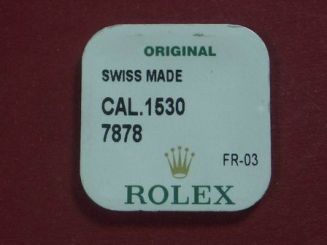 ORIGINAL
SWISS MADE
CAL.1530
7878
FR-03
ROLEX